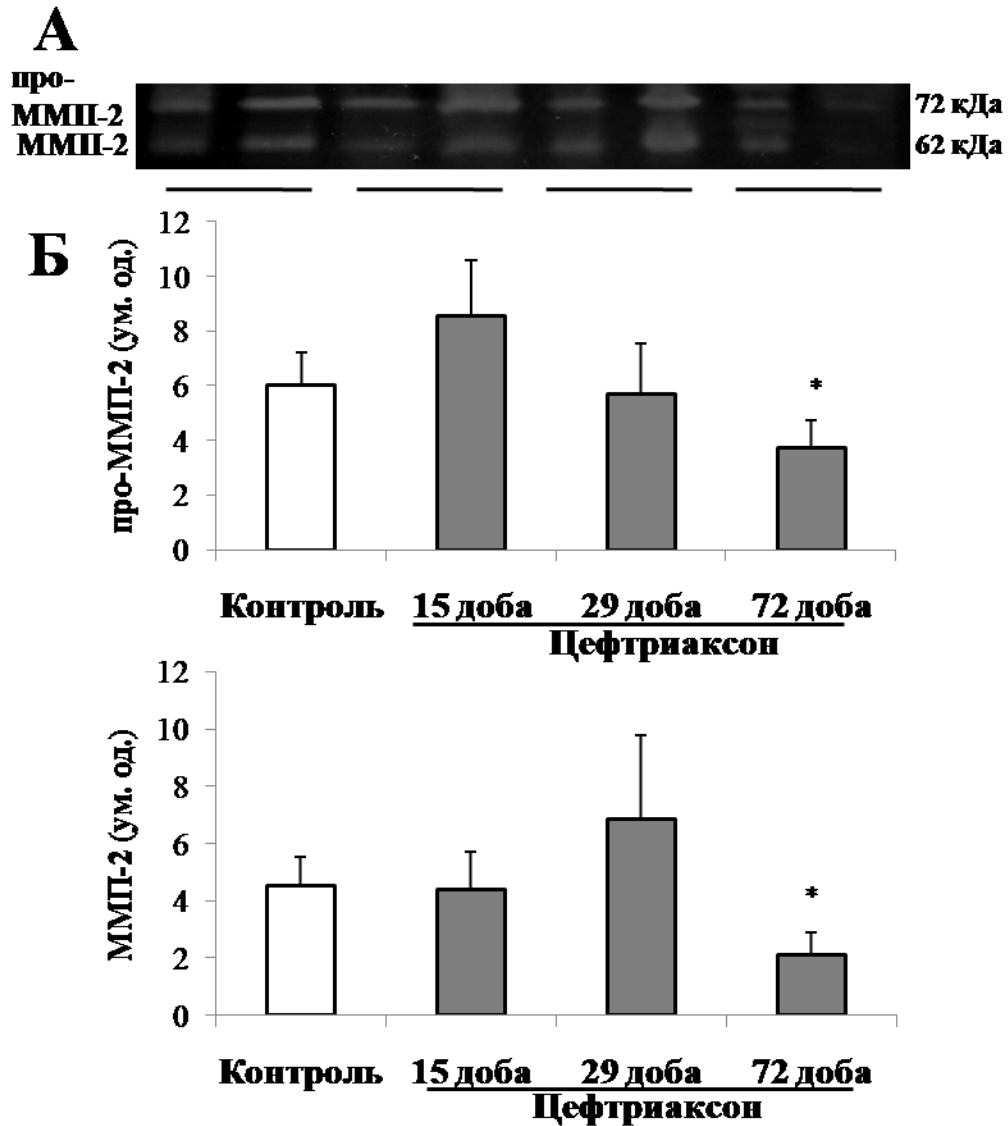 А
про-
ММП-2
72 кДа
ММП-2
62 кДа
Б
про-ММП-2 (ум. од.)
12
10
8
6
4
2
0
*
Контроль 15 доба 29 доба 72 доба
Цефтриаксон
ММП-2 (ум. од.)
12
10
8
6
4
2
0
*
Контроль 15 доба 29 доба 72 доба
Цефтриаксон